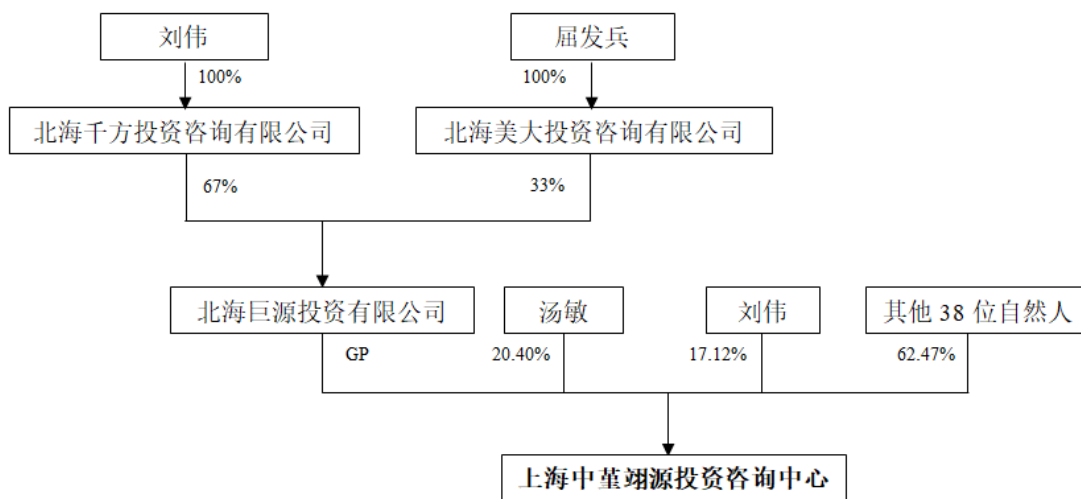 刘伟
屈发兵
100%
100%
北海千方投资咨询有限公司
北海美大投资咨询有限公司
67%
33%
北海巨源投资有限公司
汤敏
刘伟
其他 38 位自然人
GP
20.40%
17.12%
62.47%
上海中堇翊源投资咨询中心